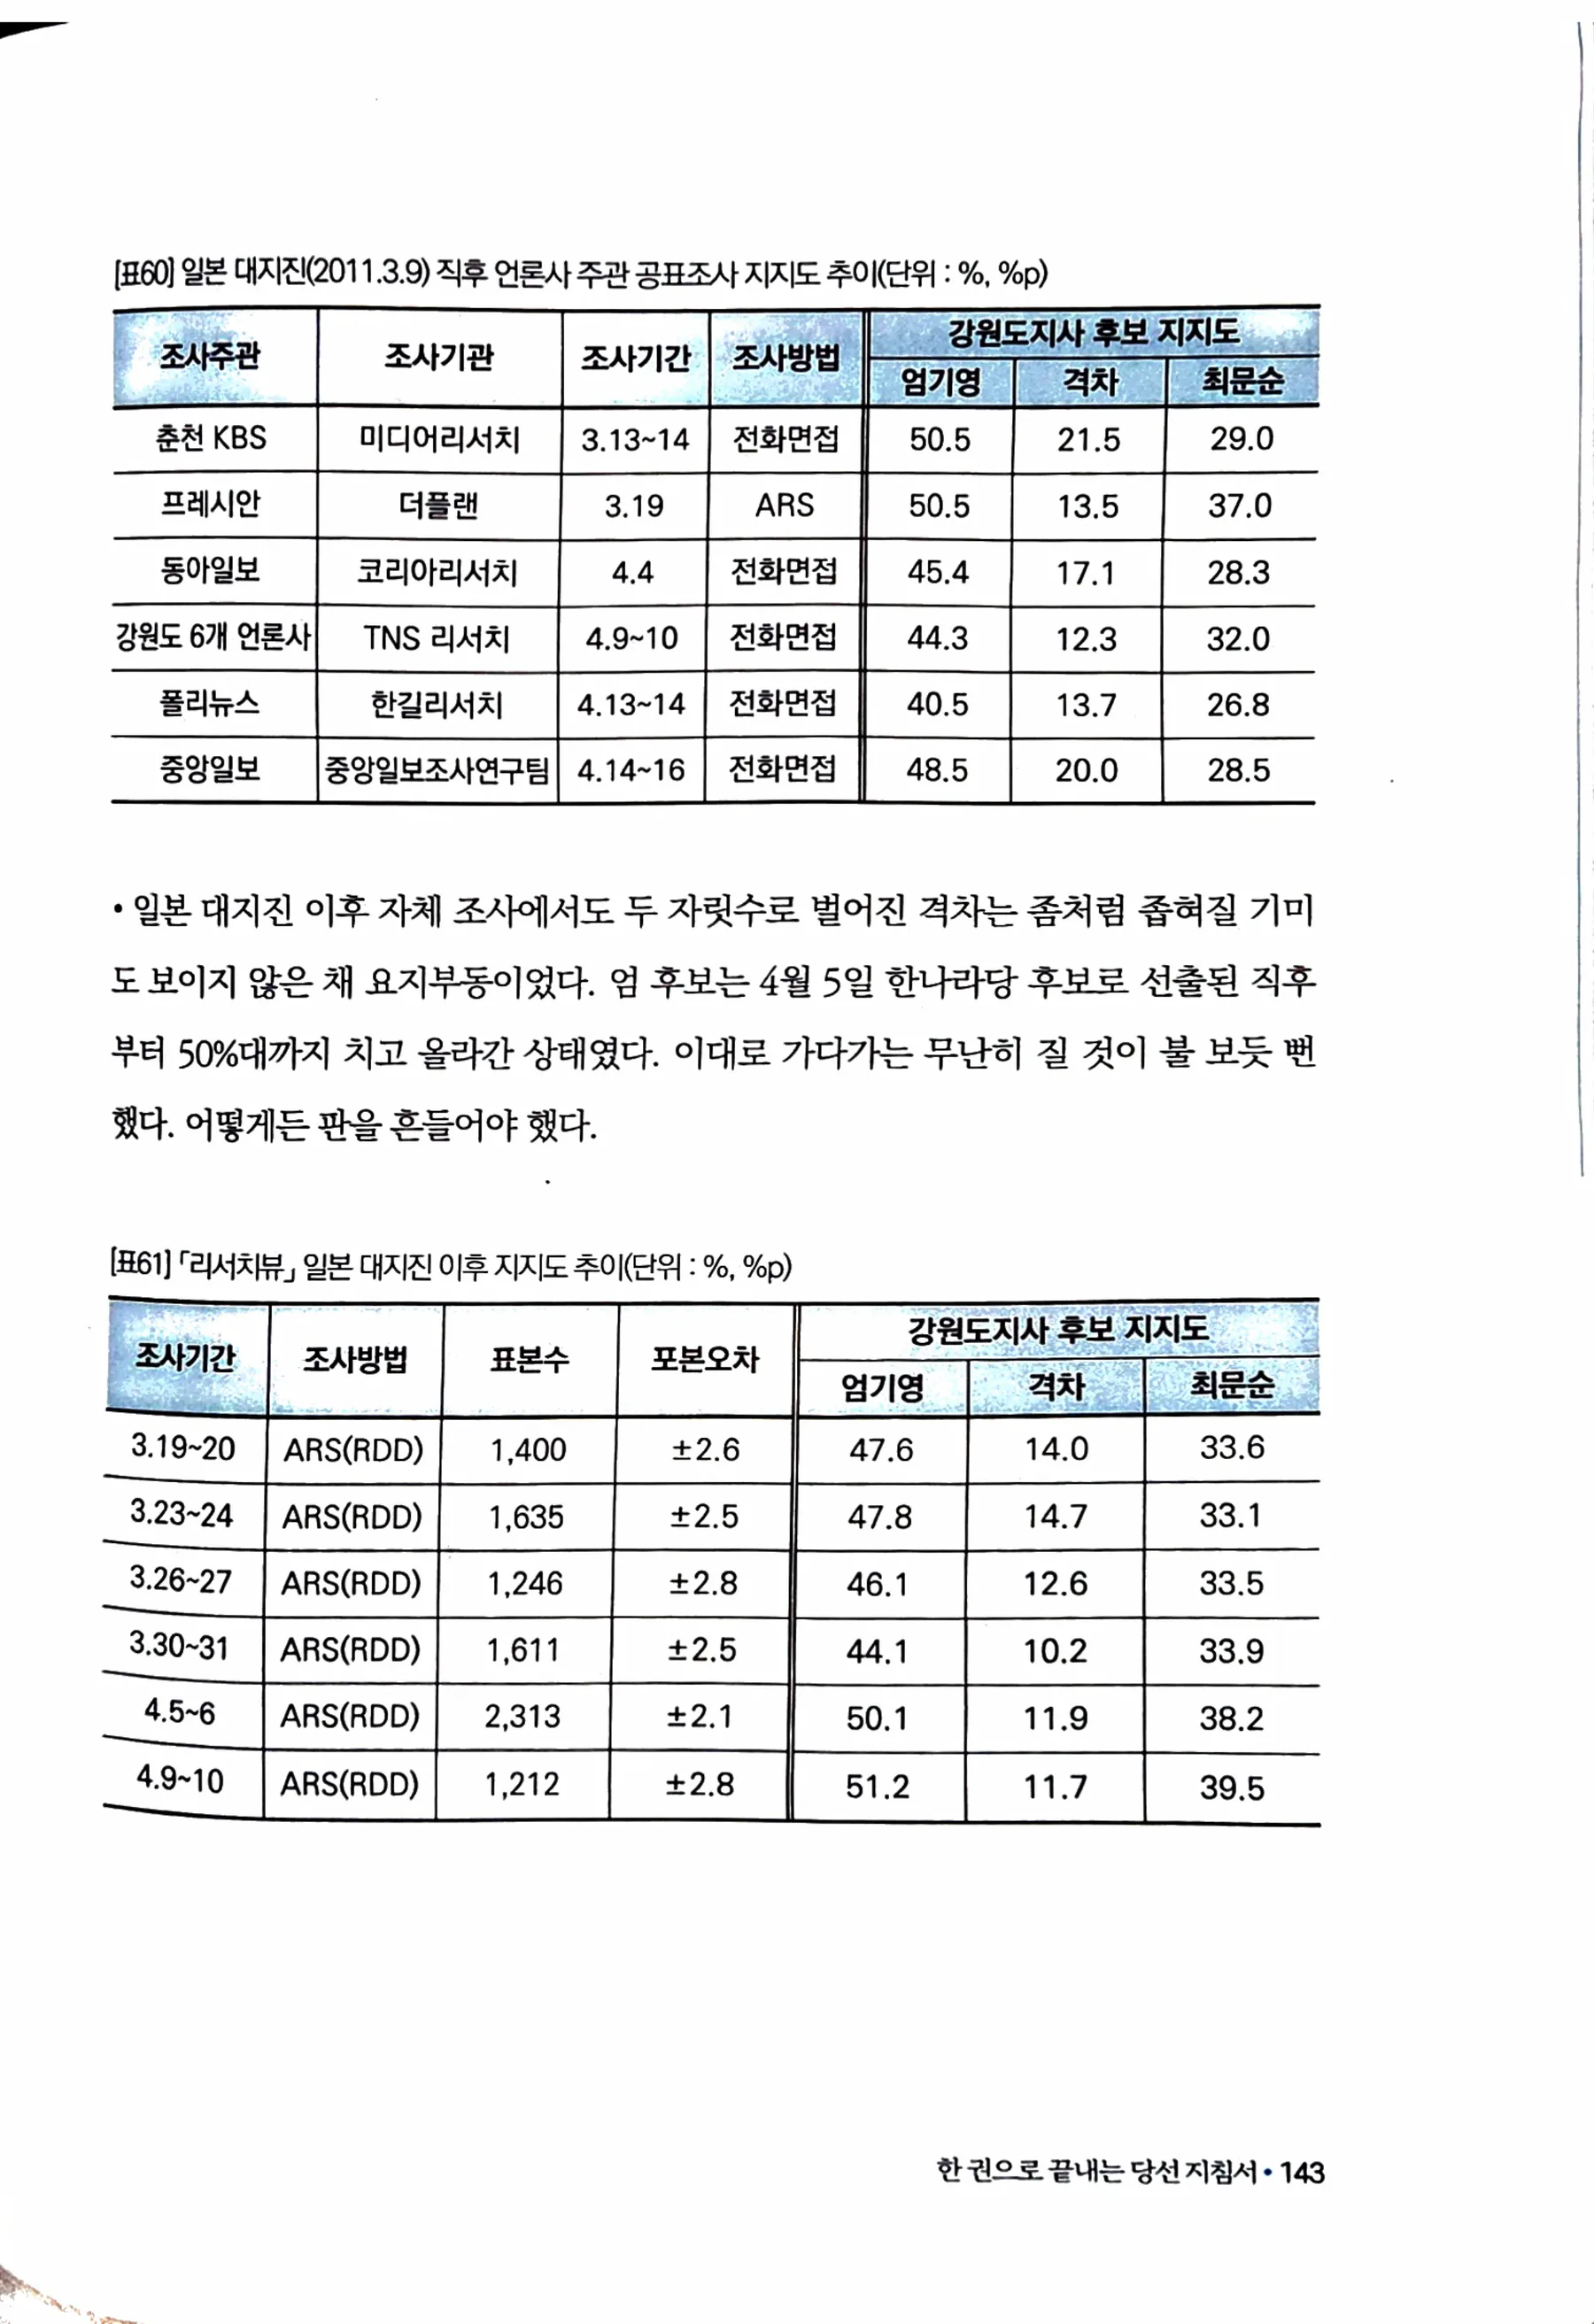 [표60] 일본 대지진(2011.3.9) 직후 언론사 주관 공표조사 지지도 추이(단위 : %, %p)
조사주관 조사기관 조사기간 조사방법 강원도지사 후보 지지도
엄기영 격차 최문순
춘천 KBS 미디어리서치 3.13~14 전화면접 50.5 21.5 29.0
프레시안 더플랜 3.19 ARS 50.5 13.5 37.0
동아일보 코리아리서치 4.4 전화면접 45.4 17.1 28.3
강원도 6개 언론사 TNS 리서치 4.9~10 전화면접 44.3 12.3 32.0
폴리뉴스 한길리서치 4.13~14 전화면접 40.5 13.7 26.8
중앙일보 중앙일보조사연구팀 4.14~16 전화면접 48.5 20.0 28.5
• 일본 대지진 이후 자체 조사에서도 두 자릿수로 벌어진 격차는 좀처럼 좁혀질 기미
도 보이지 않은 채 요지부동이었다. 엄 후보는 4월 5일 한나라당 후보로 선출된 직후
부터 50%대까지 치고 올라간 상태였다. 이대로 가다가는 무난히 질 것이 불 보듯 뻔
했다. 어떻게든 판을 흔들어야 했다.
[표61] 「리서치뷰」 일본 대지진 이후 지지도 추이(단위 : %, %p)
조사기간 조사방법 표본수 포본오차 강원도지사 후보 지지도
엄기영 격차 최문순
3.19~20 ARS(RDD) 1,400 ±2.6 47.6 14.0 33.6
3.23~24 ARS(RDD) 1,635 ±2.5 47.8 14.7 33.1
3.26~27 ARS(RDD) 1,246 ±2.8 46.1 12.6 33.5
3.30~31 ARS(RDD) 1,611 ±2.5 44.1 10.2 33.9
4.5~6 ARS(RDD) 2,313 ±2.1 50.1 11.9 38.2
4.9~10 ARS(RDD) 1,212 ±2.8 51.2 11.7 39.5
한 권으로 끝내는 당선 지침서 • 143